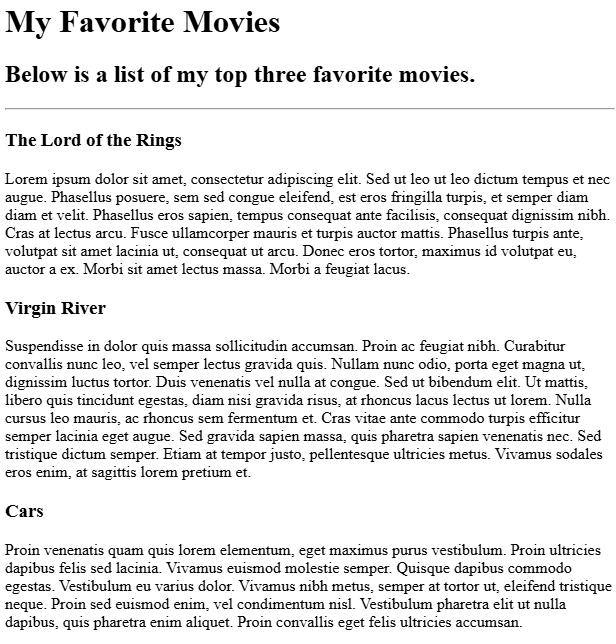 My Favorite Movies
Below is a list of my top three favorite movies.
The Lord of the Rings
Lorem ipsum dolor sit amet, consectetur adipiscing elit. Sed ut leo ut leo dictum tempus et nec
augue. Phasellus posuere, sem sed congue eleifend, est eros fringilla turpis, et semper diam
diam et velit. Phasellus eros sapien, tempus consequat ante facilisis, consequat dignissim nibh.
Cras at lectus arcu. Fusce ullamcorper mauris et turpis auctor mattis. Phasellus turpis ante,
volutpat sit amet lacinia ut, consequat ut arcu. Donec eros tortor, maximus id volutpat eu,
auctor a ex. Morbi sit amet lectus massa. Morbi a feugiat lacus.
Virgin River
Suspendisse in dolor quis massa sollicitudin accumsan. Proin ac feugiat nibh. Curabitur
convallis nunc leo, vel semper lectus gravida quis. Nullam nunc odio, porta eget magna ut,
dignissim luctus tortor. Duis venenatis vel nulla at congue. Sed ut bibendum elit. Ut mattis,
libero quis tincidunt egestas, diam nisi gravida risus, at rhoncus lacus lectus ut lorem. Nulla
cursus leo mauris, ac rhoncus sem fermentum et. Cras vitae ante commodo turpis efficitur
semper lacinia eget augue. Sed gravida sapien massa, quis pharetra sapien venenatis nec. Sed
tristique dictum semper. Etiam at tempor justo, pellentesque ultricies metus. Vivamus sodales
eros enim, at sagittis lorem pretium et.
Cars
Proin venenatis quam quis lorem elementum, eget maximus purus vestibulum. Proin ultricies
dapibus felis sed lacinia. Vivamus euismod molestie semper. Quisque dapibus commodo
egestas. Vestibulum eu varius dolor. Vivamus nibh metus, semper at tortor ut, eleifend tristique
neque. Proin sed euismod enim, vel condimentum nisl. Vestibulum pharetra elit ut nulla
dapibus, quis pharetra enim aliquet. Proin convallis eget felis ultricies accumsan.